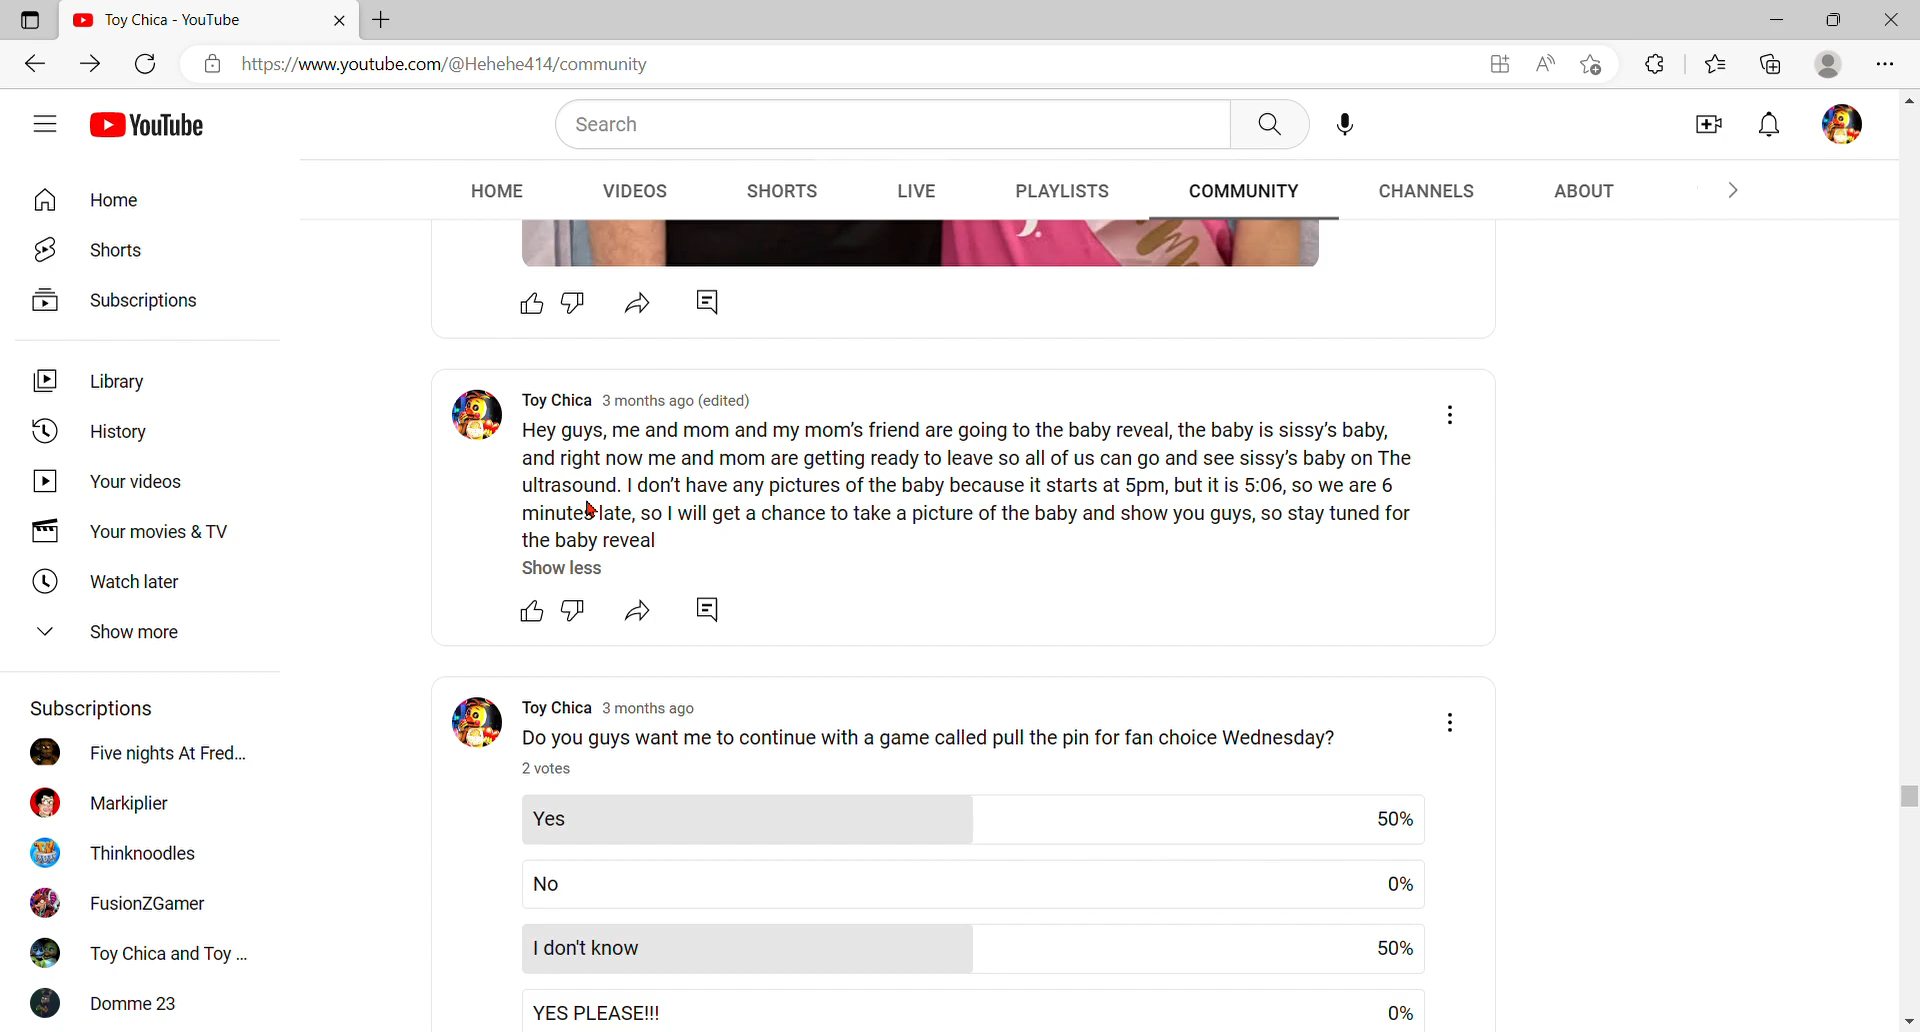 Toy Chica - YouTube
https://www.youtube.com/@Hehehe414/community
YouTube
Search
HOME
VIDEOS
SHORTS
LIVE
PLAYLISTS
COMMUNITY
CHANNELS
ABOUT
Home
Shorts
Subscriptions
Library
History
Your videos
Your movies & TV
Watch later
Show more
Subscriptions
Five nights At Fred...
Markiplier
Thinknoodles
FusionZGamer
Toy Chica and Toy ...
Domme 23
Toy Chica 3 months ago (edited)
Hey guys, me and mom and my mom's friend are going to the baby reveal, the baby is sissy's baby,
and right now me and mom are getting ready to leave so all of us can go and see sissy's baby on The
ultrasound. I don't have any pictures of the baby because it starts at 5pm, but it is 5:06, so we are 6
minutes late, so I will get a chance to take a picture of the baby and show you guys, so stay tuned for
the baby reveal
Show less
Toy Chica 3 months ago
Do you guys want me to continue with a game called pull the pin for fan choice Wednesday?
2 votes
Yes 50%
No 0%
I don't know 50%
YES PLEASE!!! 0%